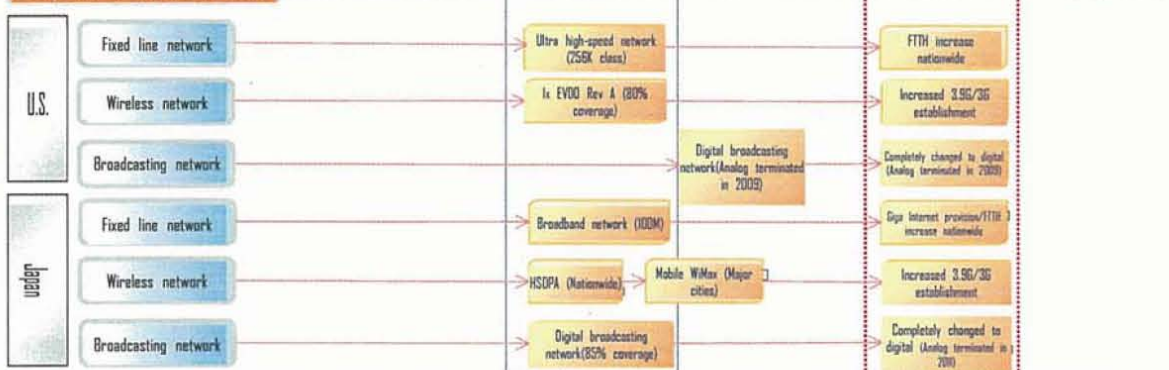 U.S.
Fixed line network
Ultra high-speed network
(256K class)
FTTH increase
nationwide
Wireless network
1x EVDO Rev A (80%
coverage)
Increased 3.9G/3G
establishment
Broadcasting network
Digital broadcasting
network(Analog terminated
in 2009)
Completely changed to digital
(Analog terminated in 2009)
Japan
Fixed line network
Broadband network (100M)
Giga Internet provision/FTTH
increase nationwide
Wireless network
HSDPA (Nationwide)
Mobile WiMax (Major
cities)
Increased 3.9G/3G
establishment
Broadcasting network
Digital broadcasting
network(85% coverage)
Completely changed to
digital (Analog terminated in
2011)